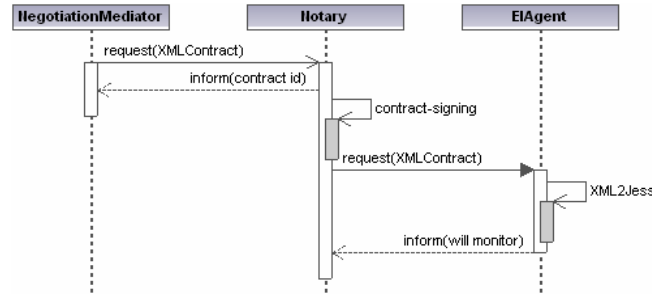 NegotiationMediator
Notary
EIAgent
request(XMLContract)
inform(contract id)
contract-signing
request(XMLContract)
XML2Jess
inform(will monitor)